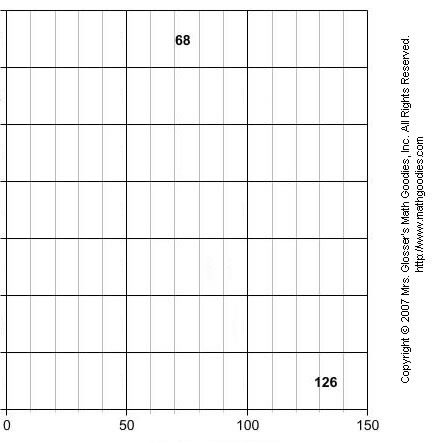 68
126
0 50 100 150
Copyright © 2007 Mrs. Glosser's Math Goodies, Inc. All Rights Reserved.
http://www.mathgoodies.com